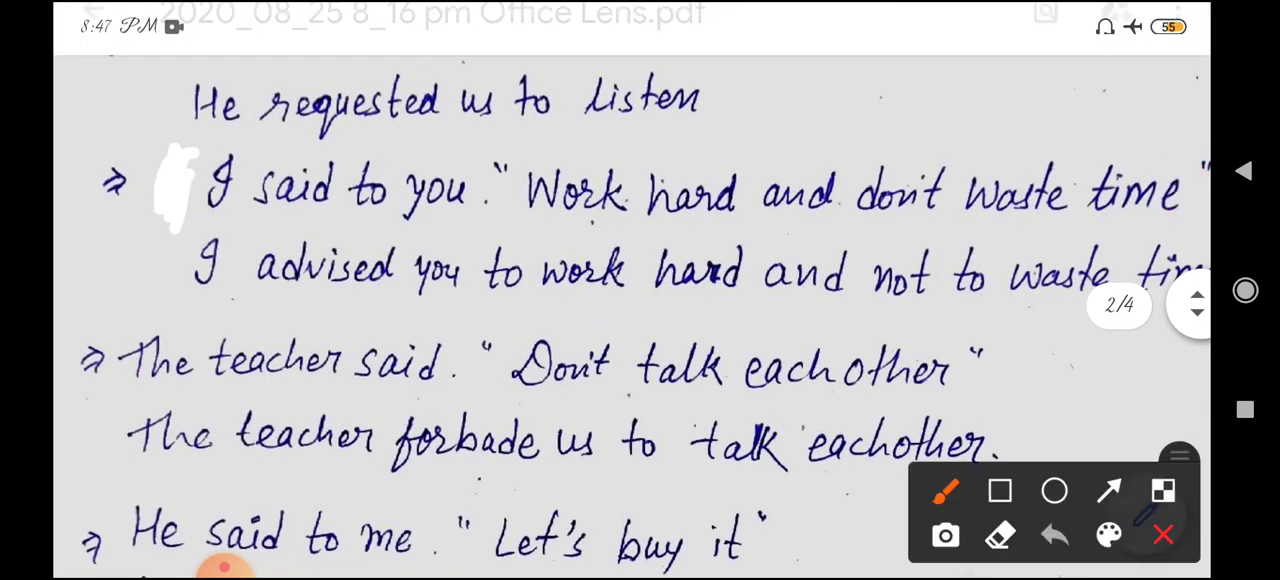 2020_08_25 8_16 pm Office Lens.pdf
8:47 PM
55
He requested us to listen
⇒ I said to you. "Work hard and don't waste time"
I advised you to work hard and not to waste tim
2/4
⇒ The teacher said. "Don't talk eachother"
The teacher forbade us to talk eachother.
⇒ He said to me. "Let's buy it"